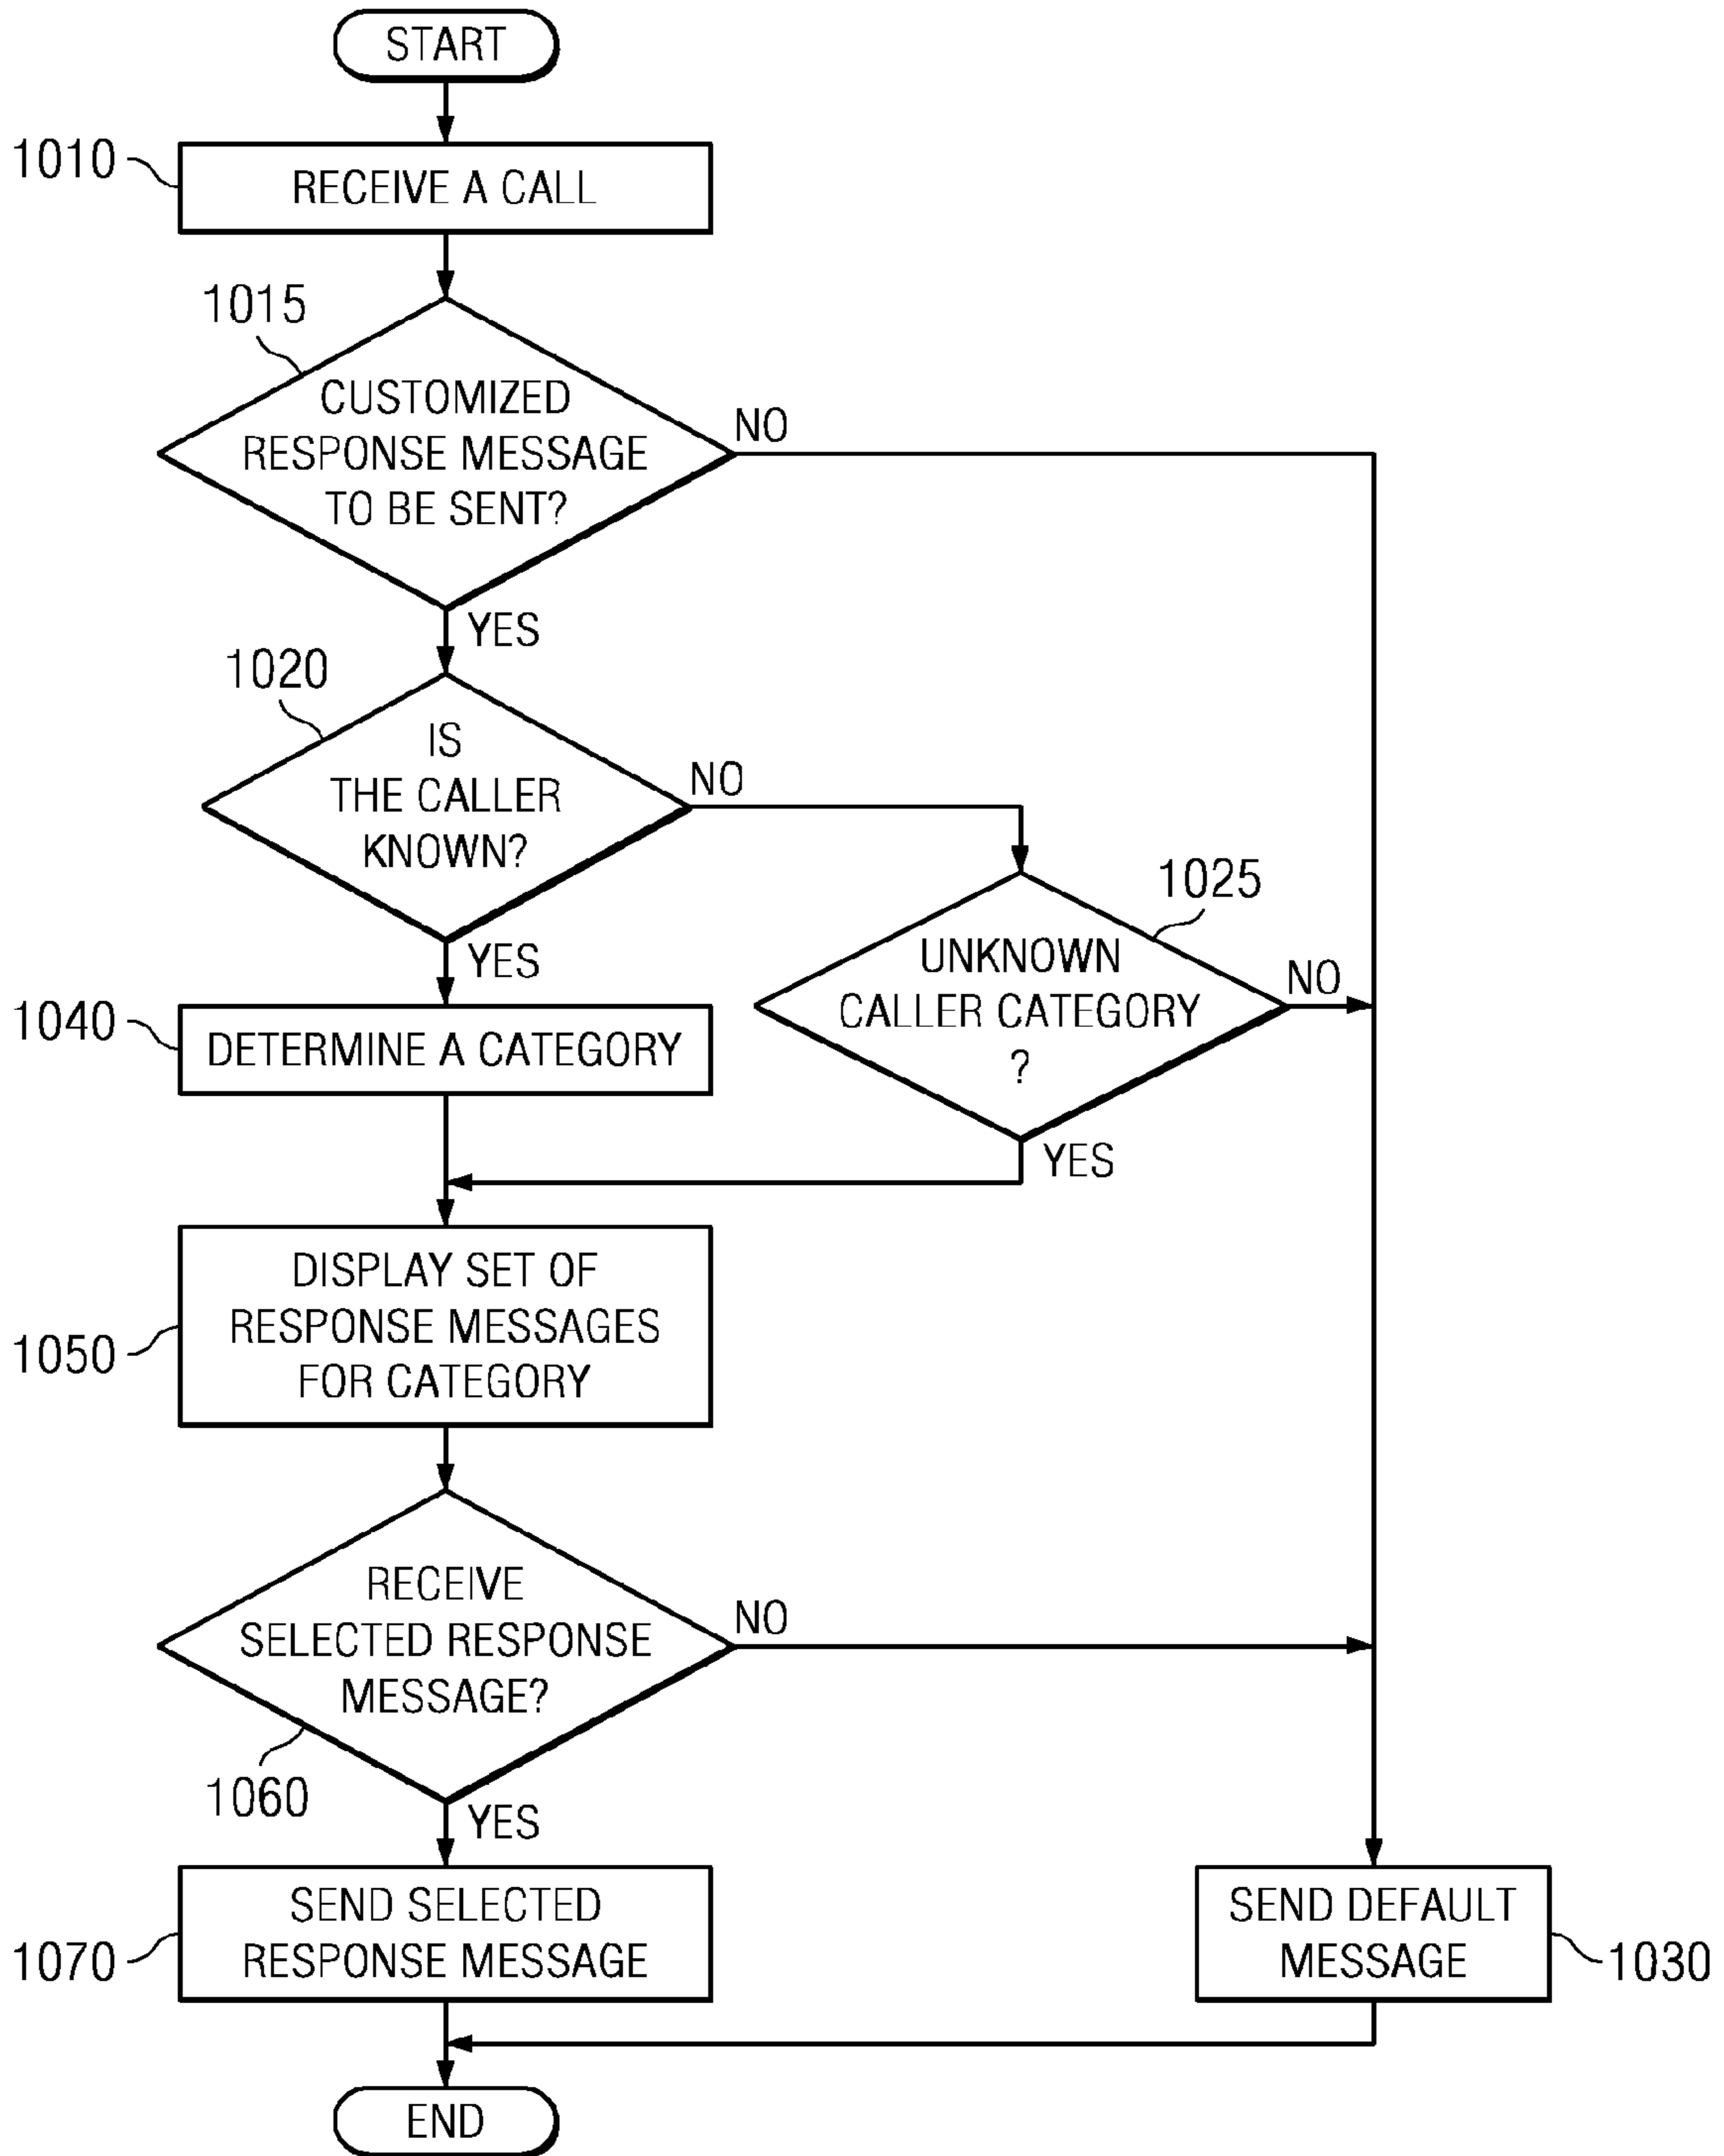 START
1010
RECEIVE A CALL
1015
CUSTOMIZED
RESPONSE MESSAGE
TO BE SENT?
NO
YES
1020
IS
THE CALLER
KNOWN?
NO
YES
1025
UNKNOWN
CALLER CATEGORY
?
NO
YES
1040
DETERMINE A CATEGORY
DISPLAY SET OF
RESPONSE MESSAGES
FOR CATEGORY
1050
RECEIVE
SELECTED RESPONSE
MESSAGE?
NO
1060
YES
SEND SELECTED
RESPONSE MESSAGE
1070
SEND DEFAULT
MESSAGE
1030
END